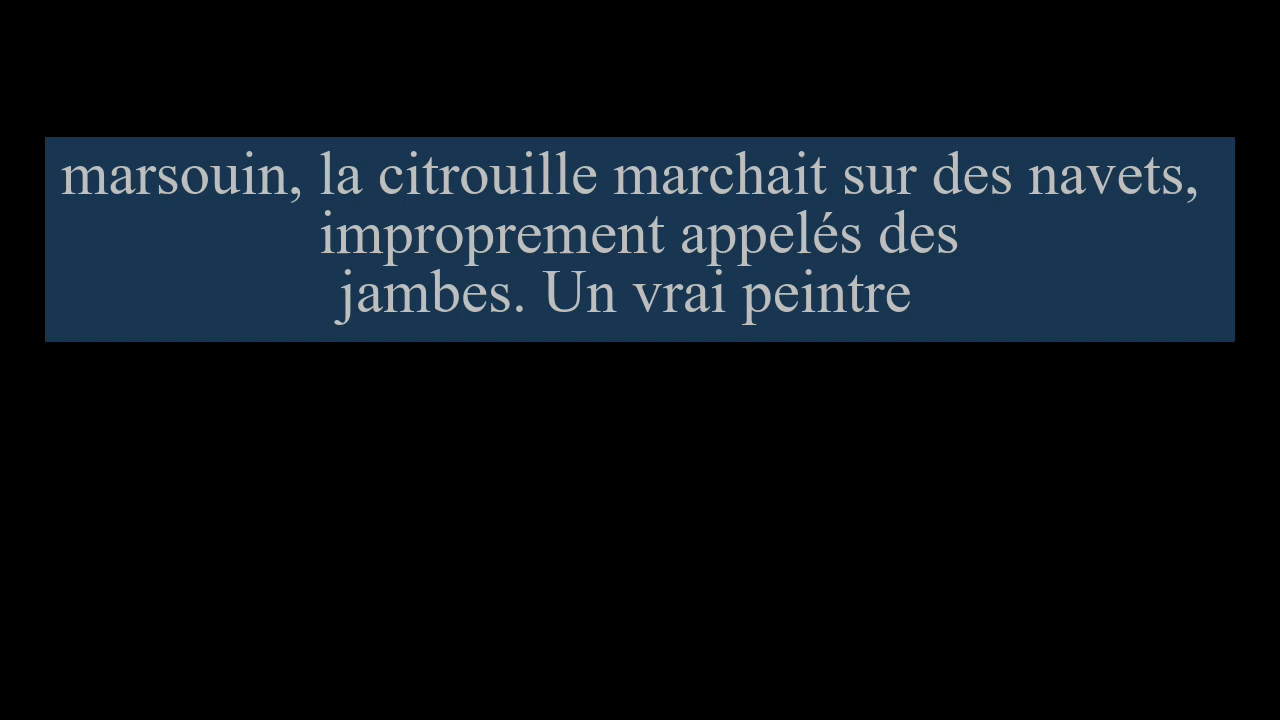 marsouin, la citrouille marchait sur des navets,
improprement appelés des
jambes. Un vrai peintre